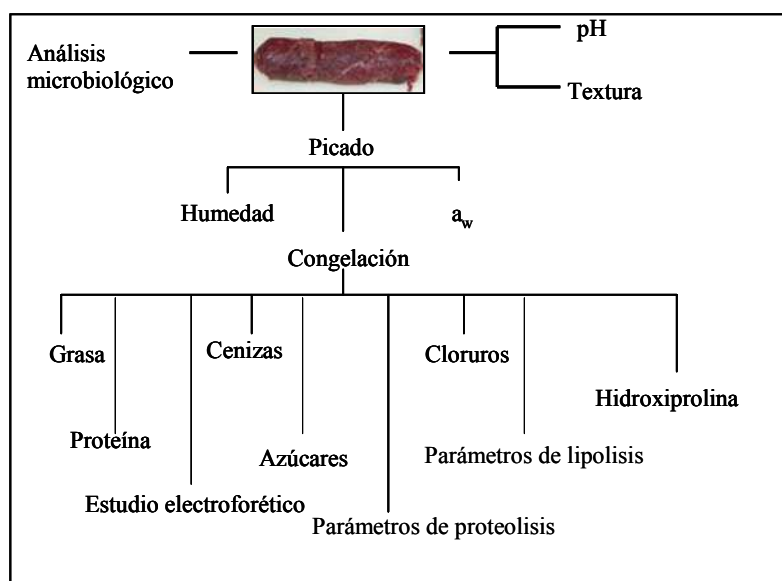 pH
Análisis
microbiológico
Textura
Picado
Humedad
aw
Congelación
Grasa
Cenizas
Cloruros
Hidroxiprolina
Proteína
Azúcares
Parámetros de lipolisis
Estudio electroforético
Parámetros de proteolisis